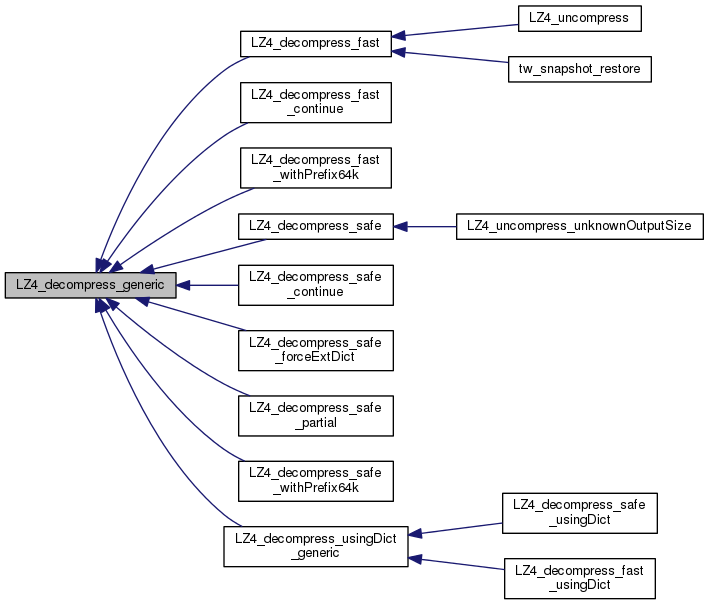 LZ4_uncompress
LZ4_decompress_fast
tw_snapshot_restore
LZ4_decompress_fast
_continue
LZ4_decompress_fast
_withPrefix64k
LZ4_decompress_safe
LZ4_uncompress_unknownOutputSize
LZ4_decompress_generic
LZ4_decompress_safe
_continue
LZ4_decompress_safe
_forceExtDict
LZ4_decompress_safe
_partial
LZ4_decompress_safe
_withPrefix64k
LZ4_decompress_usingDict
_generic
LZ4_decompress_safe
_usingDict
LZ4_decompress_fast
_usingDict